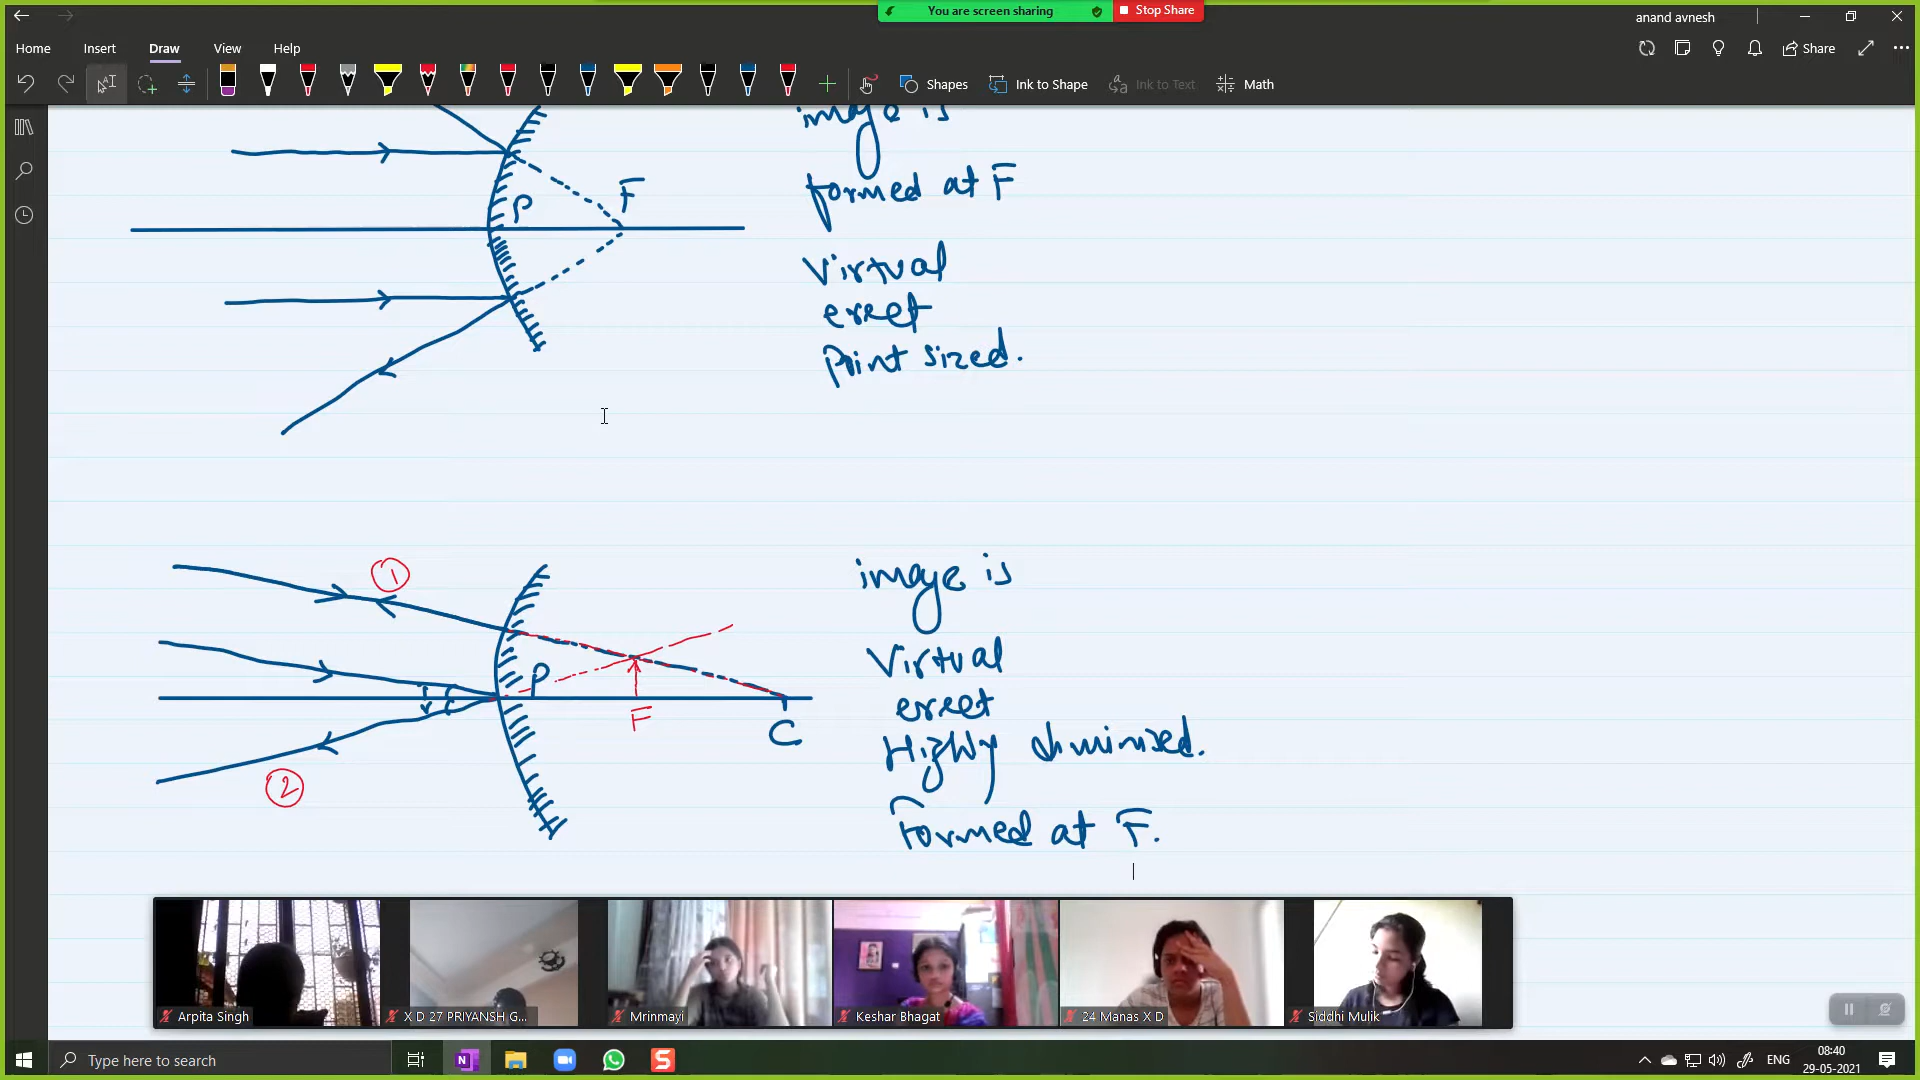 You are screen sharing
Stop Share
anand avnesh
Home Insert Draw View Help
Share
Shapes
Ink to Shape
Ink to Text
Math
image is
formed at F
P
F
Virtual
erect
Point sized.
1
image is
P
Virtual
F
C
erect
Highly
2
Formed at F.
Arpita Singh
X D 27 PRIYANSH G...
Mrinmayi
Keshar Bhagat
24 Manas X D
Siddhi Mulik
Type here to search
N
S
ENG
08:40
29-05-2021